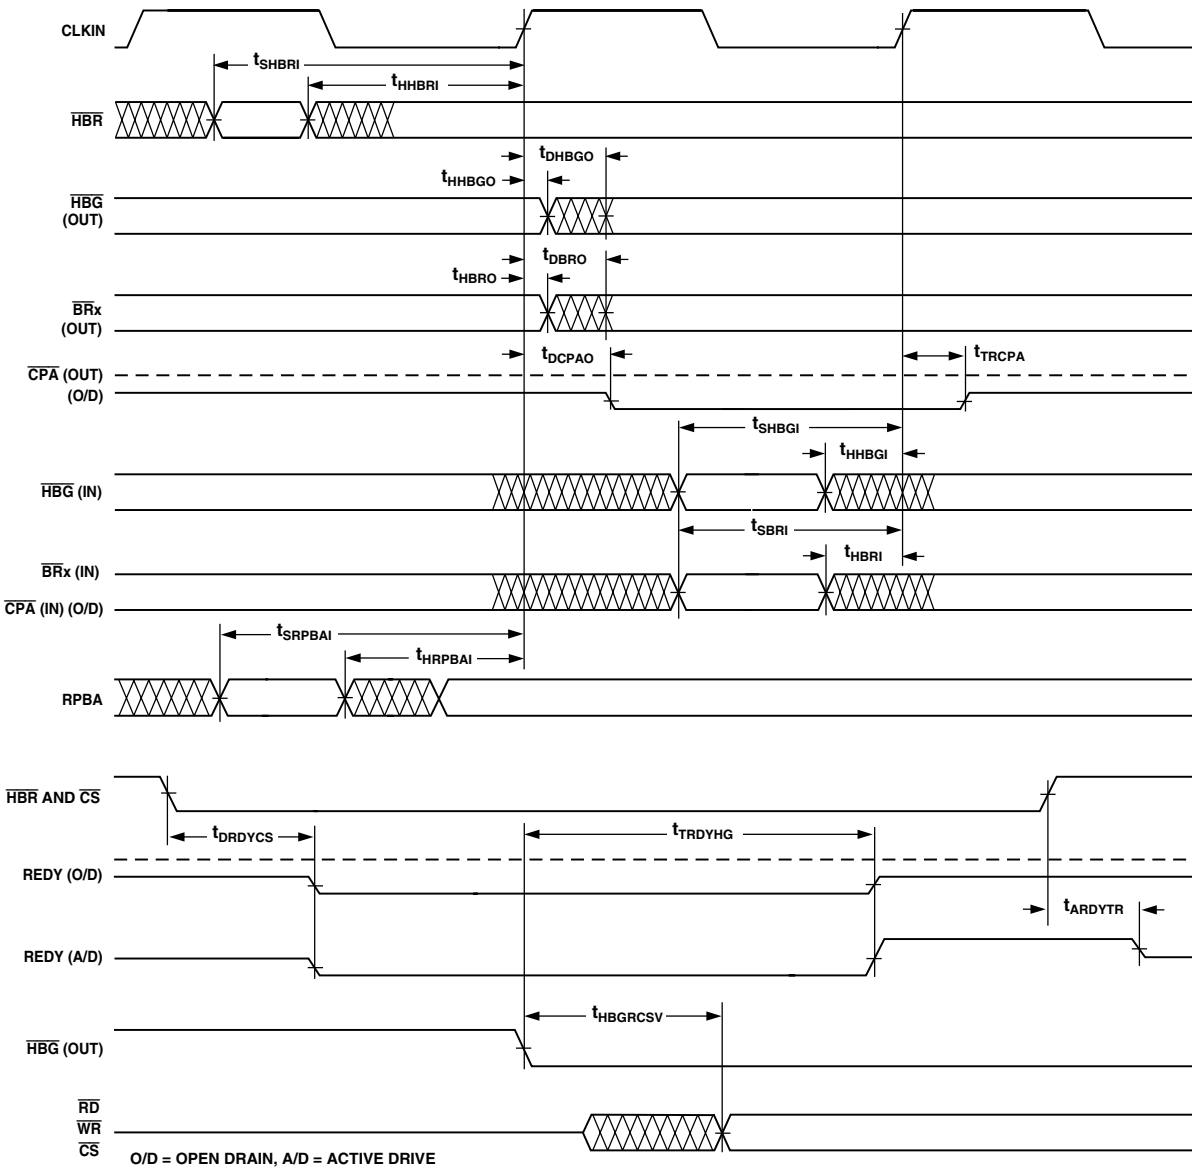 CLKIN
tSHBRI
tHHBRI
HBR
tDHBGO
tHHBGO
HBG
(OUT)
tDBRO
tHBRO
BRx
(OUT)
tDCPAO
tTRCPA
CPA (OUT)
(O/D)
tSHBGI
tHHBGI
HBG (IN)
tSBRI
tHBRI
BRx (IN)
CPA (IN) (O/D)
tSRPBAI
tHRPBAI
RPBA
HBR AND CS
tDRDYCS
tTRDYHG
REDY (O/D)
tARDYTR
REDY (A/D)
tHBGRCSV
HBG (OUT)
RD
WR
CS
O/D = OPEN DRAIN, A/D = ACTIVE DRIVE